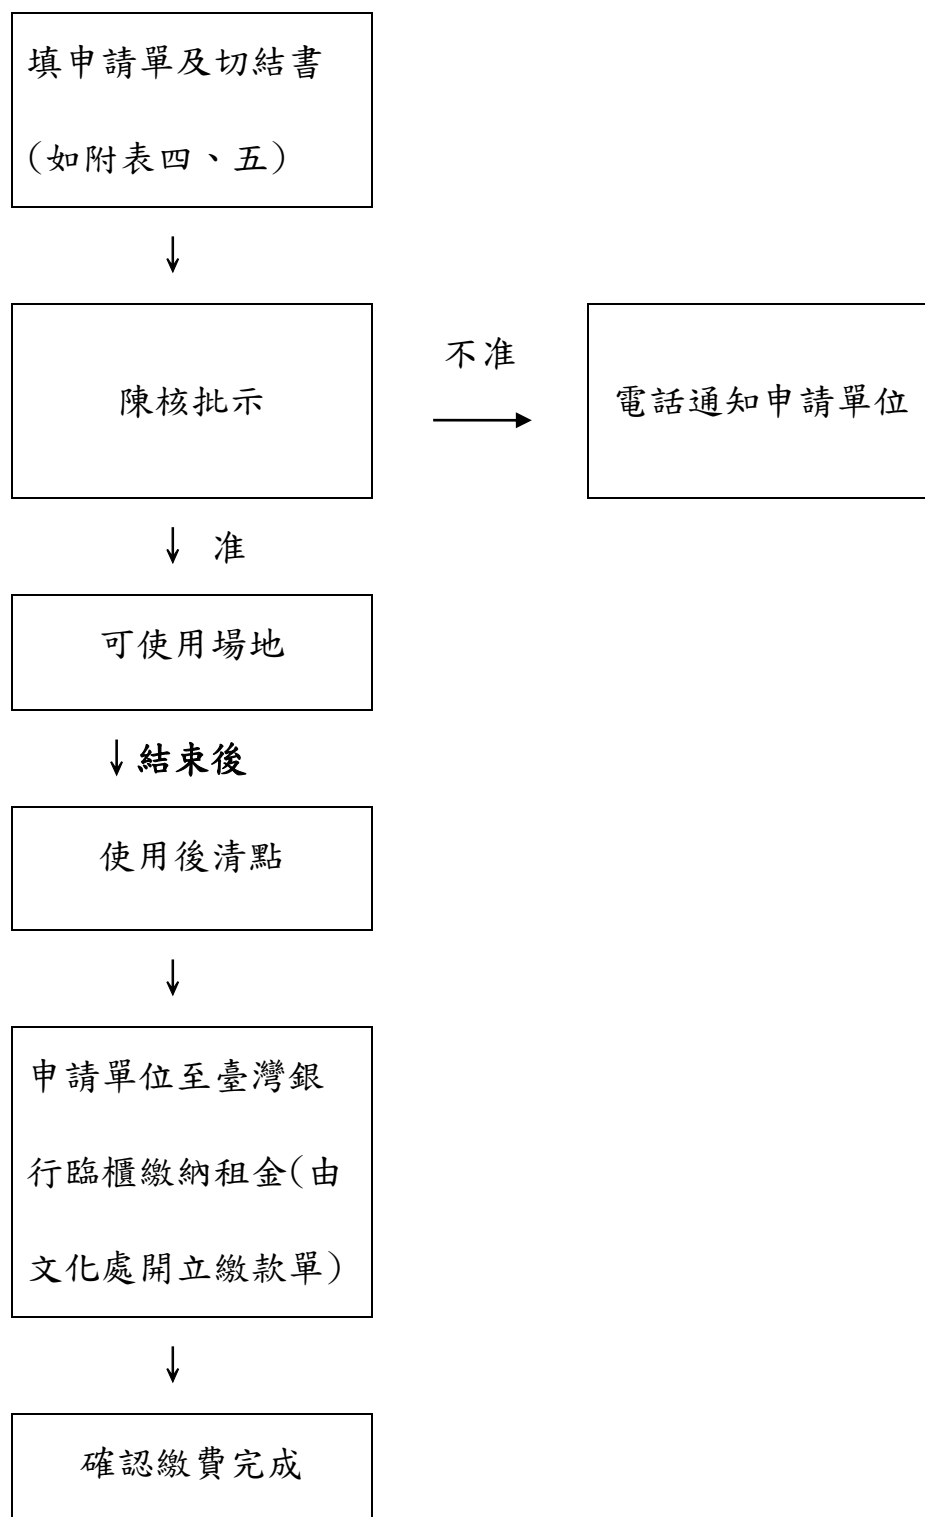 填申請單及切結書
(如附表四、五)
↓
不准
陳核批示
→
電話通知申請單位
↓ 准
可使用場地
↓結束後
使用後清點
↓
申請單位至臺灣銀
行臨櫃繳納租金(由
文化處開立繳款單)
↓
確認繳費完成